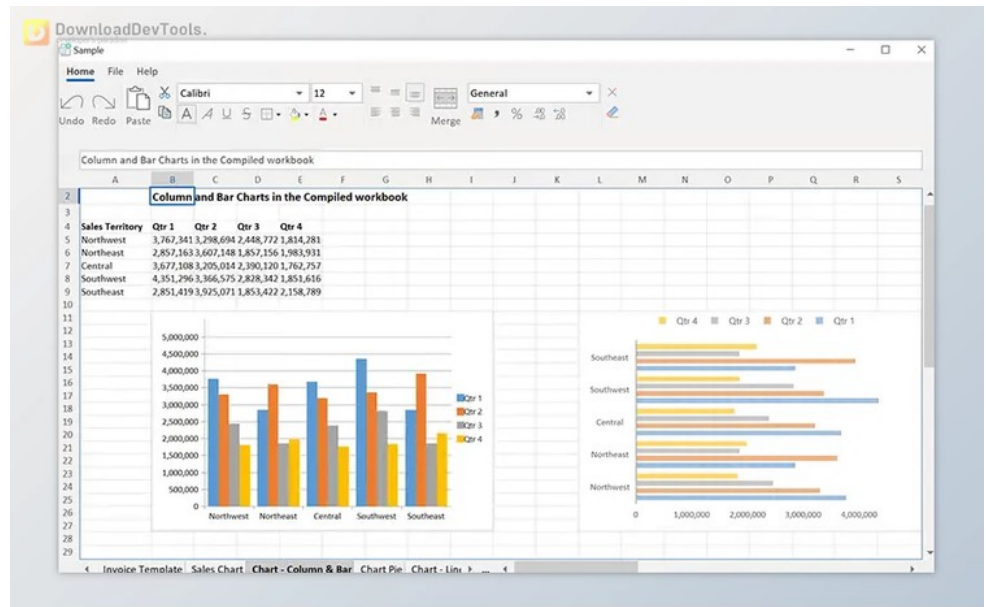 DownloadDevTools.
Sample
Home File Help
Calibri 12 General
Undo Redo Paste Merge
Column and Bar Charts in the Compiled workbook
A B C D E F G H I J K L M N O P Q R S
2 Column and Bar Charts in the Compiled workbook
3
4 Sales Territory Qtr 1 Qtr 2 Qtr 3 Qtr 4
5 Northwest 3,767,341 3,298,694 2,448,772 1,814,281
6 Northeast 2,857,163 3,607,148 1,857,156 1,983,931
7 Central 3,677,108 3,205,014 2,390,120 1,762,757
8 Southwest 4,351,296 3,366,575 2,828,342 1,851,616
9 Southeast 2,851,419 3,925,071 1,853,422 2,158,789
10
11
12
13
14
15
16
17
18
19
20
21
22
23
24
25
26
27
28
29
5,000,000
4,500,000
4,000,000
3,500,000
3,000,000
2,500,000
2,000,000
1,500,000
1,000,000
500,000
0
Northwest Northeast Central Southwest Southeast
Qtr 1
Qtr 2
Qtr 3
Qtr 4
Qtr 4 Qtr 3 Qtr 2 Qtr 1
Southeast
Southwest
Central
Northeast
Northwest
0 1,000,000 2,000,000 3,000,000 4,000,000
Invoice Template Sales Chart Chart - Column & Bar Chart Pie Chart - Line ...